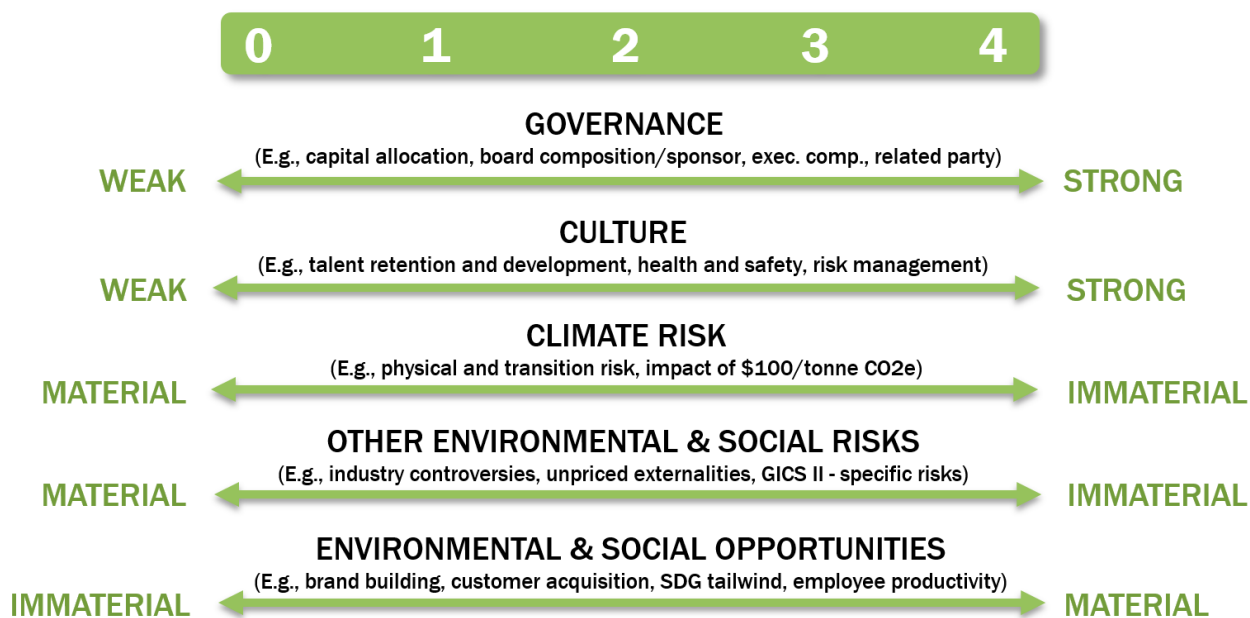 0 1 2 3 4
GOVERNANCE
(E.g., capital allocation, board composition/sponsor, exec. comp., related party)
WEAK STRONG
CULTURE
(E.g., talent retention and development, health and safety, risk management)
WEAK STRONG
CLIMATE RISK
(E.g., physical and transition risk, impact of $100/tonne CO2e)
MATERIAL IMMATERIAL
OTHER ENVIRONMENTAL & SOCIAL RISKS
(E.g., industry controversies, unpriced externalities, GICS II - specific risks)
MATERIAL IMMATERIAL
ENVIRONMENTAL & SOCIAL OPPORTUNITIES
(E.g., brand building, customer acquisition, SDG tailwind, employee productivity)
IMMATERIAL MATERIAL